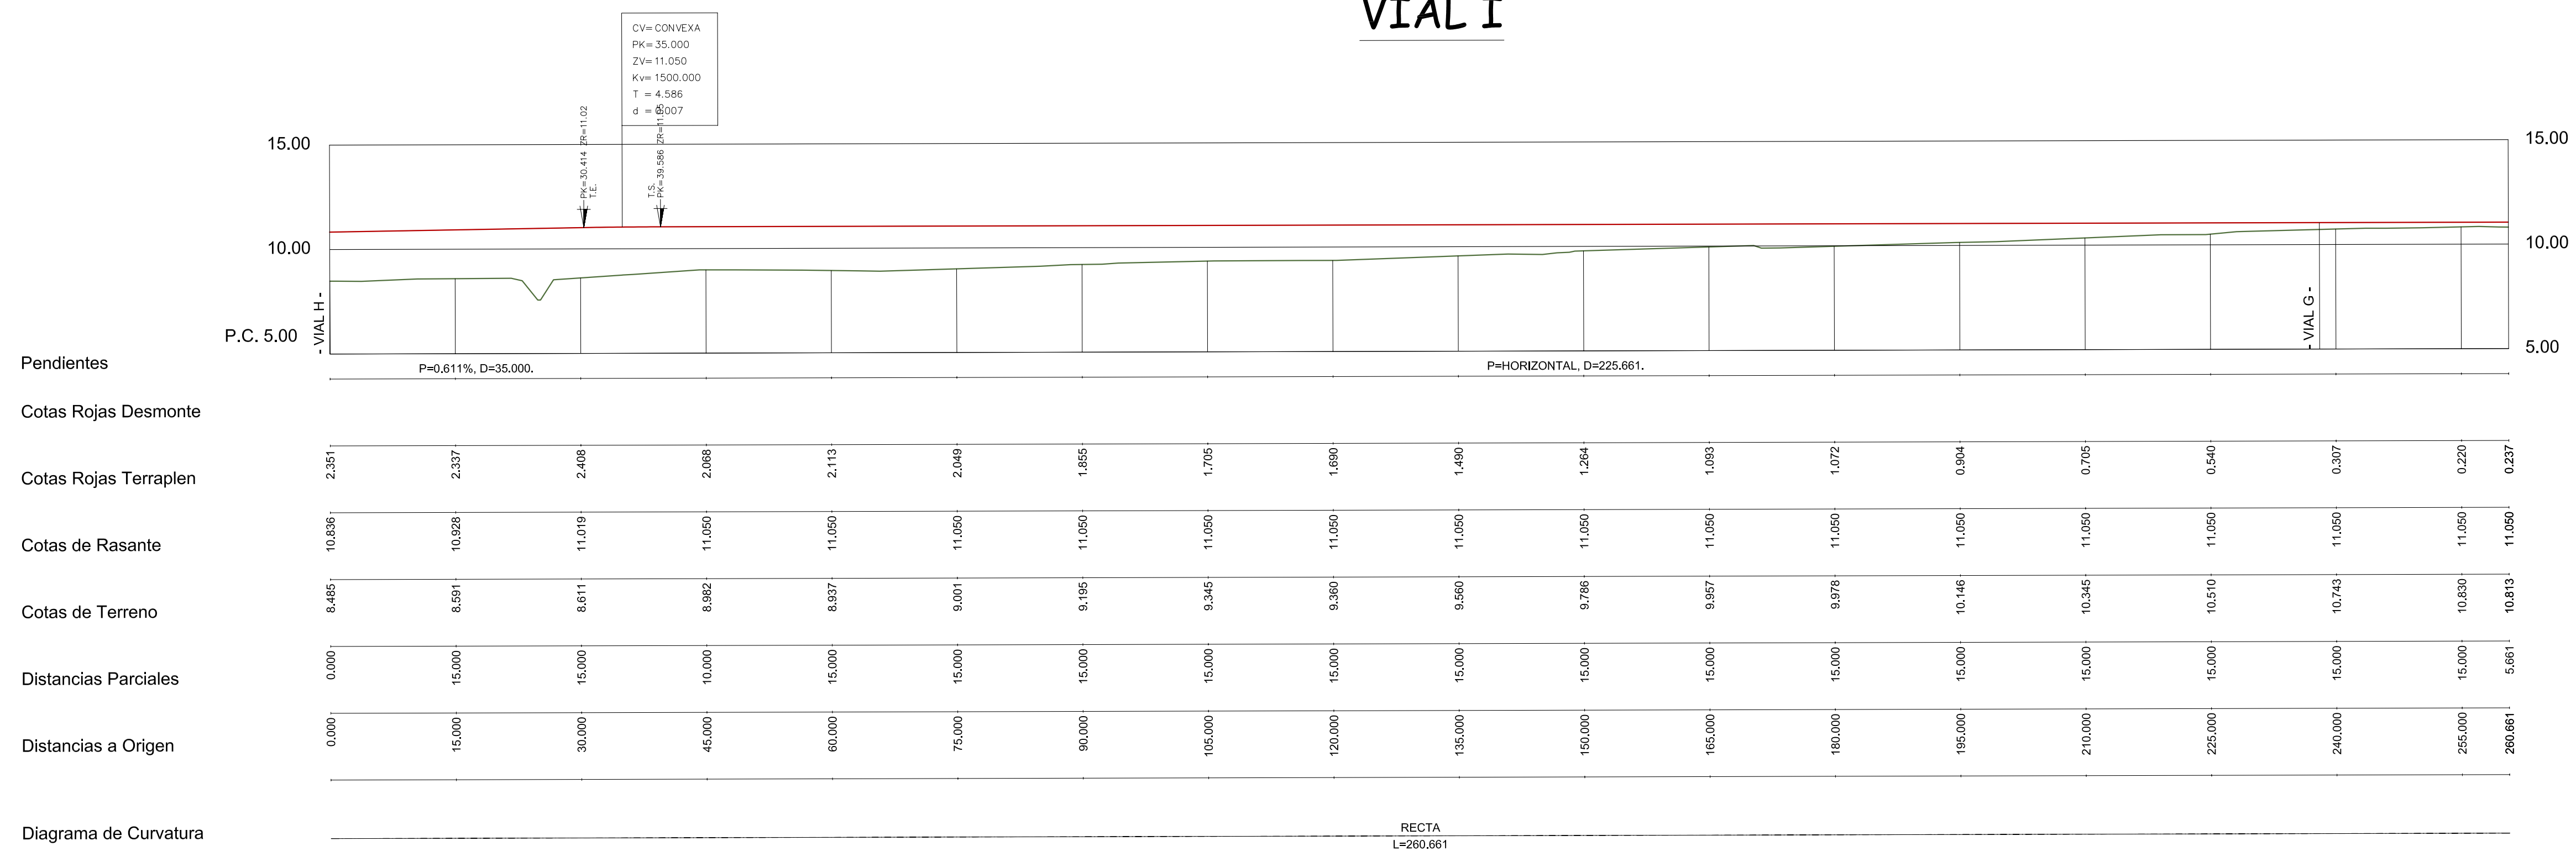 VIAL I
CV= CONVEXA
PK= 35.000
ZV= 11.050
Kv= 1500.000
T = 4.586
d = 0.007
PK=30.414 ZR=11.02
T.E.
T.S.
PK=39.586 ZR=11.05
15.00
15.00
10.00
10.00
P.C. 5.00
5.00
- VIAL H -
- VIAL G -
Pendientes
P=0.611%, D=35.000.
P=HORIZONTAL, D=225.661.
Cotas Rojas Desmonte
Cotas Rojas Terraplen
2.351 2.337 2.408 2.068 2.113 2.049 1.855 1.705 1.690 1.490 1.264 1.093 1.072 0.904 0.705 0.540 0.307 0.220 0.237
Cotas de Rasante
10.836 10.928 11.019 11.050 11.050 11.050 11.050 11.050 11.050 11.050 11.050 11.050 11.050 11.050 11.050 11.050 11.050 11.050 11.050
Cotas de Terreno
8.485 8.591 8.611 8.982 8.937 9.001 9.195 9.345 9.360 9.560 9.786 9.957 9.978 10.146 10.345 10.510 10.743 10.830 10.813
Distancias Parciales
0.000 15.000 15.000 10.000 15.000 15.000 15.000 15.000 15.000 15.000 15.000 15.000 15.000 15.000 15.000 15.000 15.000 15.000 5.661
Distancias a Origen
0.000 15.000 30.000 45.000 60.000 75.000 90.000 105.000 120.000 135.000 150.000 165.000 180.000 195.000 210.000 225.000 240.000 255.000 260.661
Diagrama de Curvatura
RECTA
L=260.661